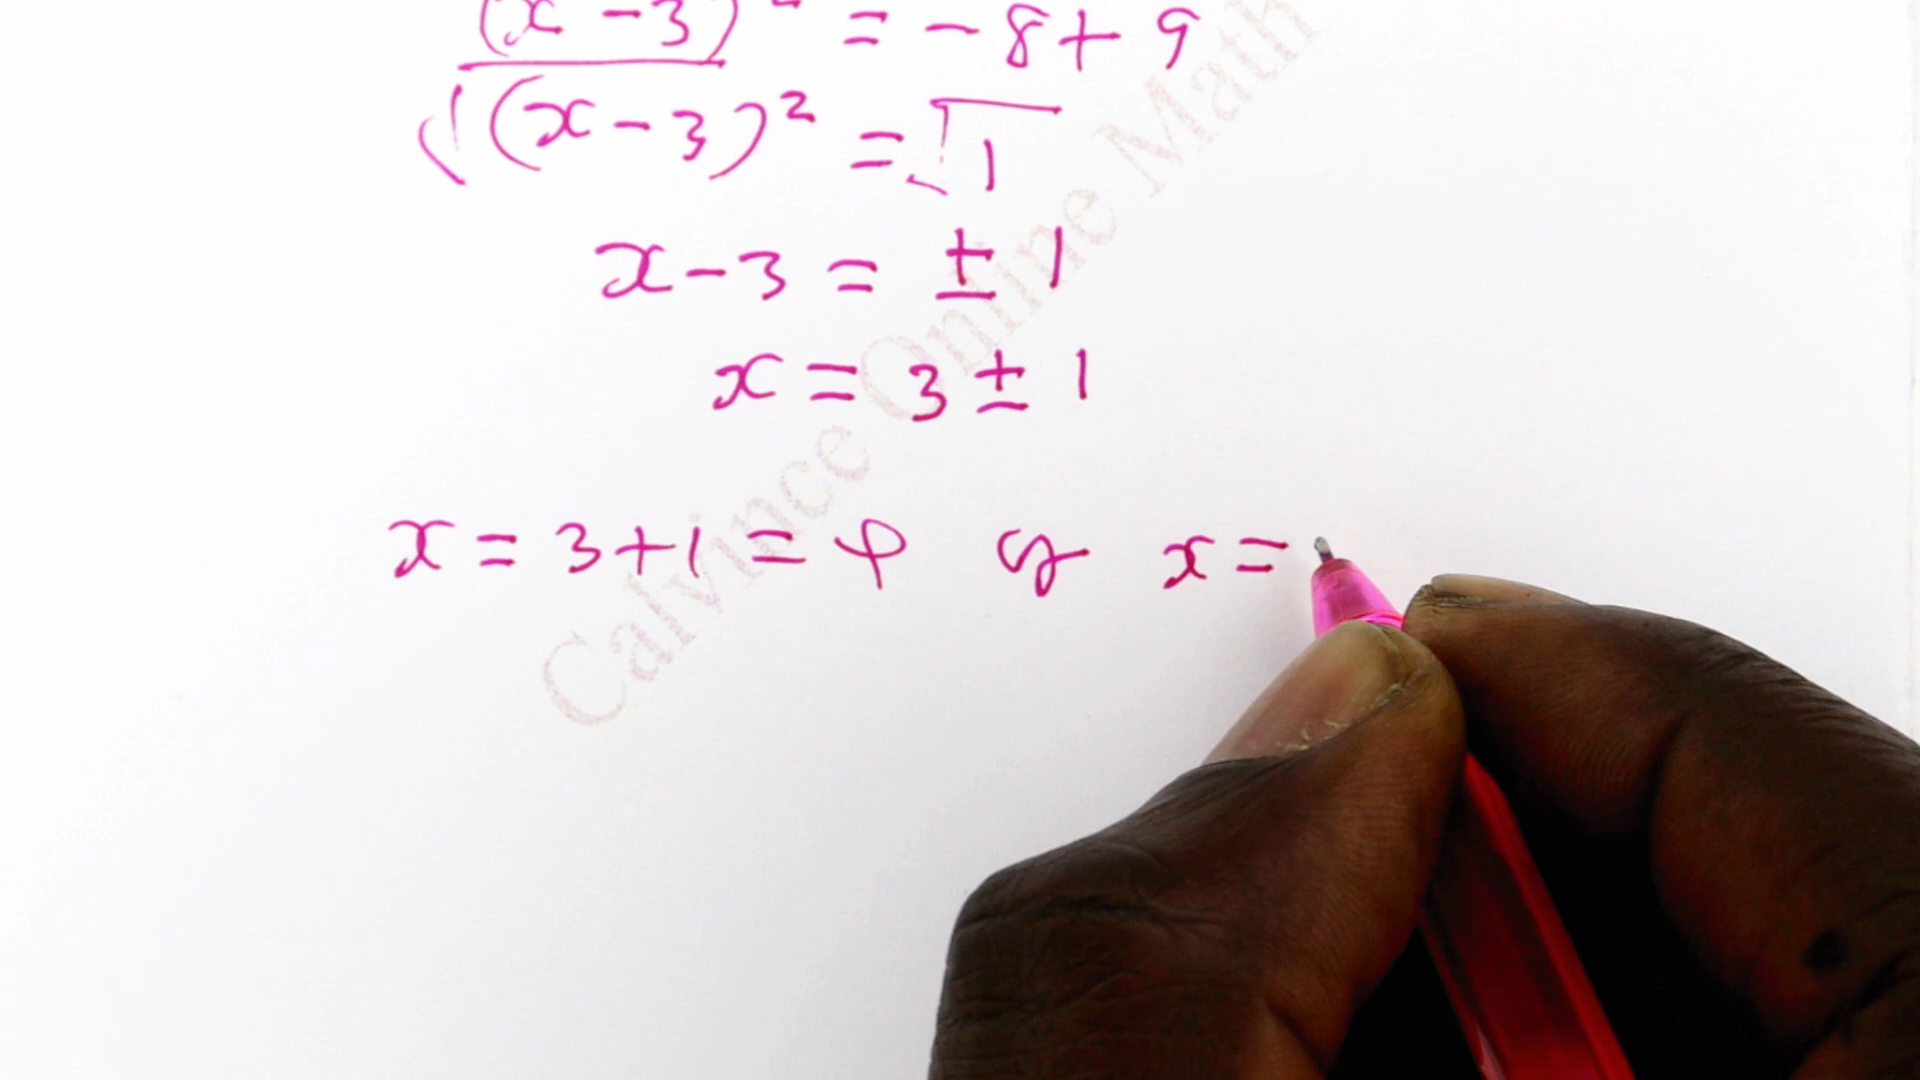 (x - 3)² = - 8 + 9
√(x - 3)² = √1
x - 3 = ± 1
x = 3 ± 1
x = 3 + 1 = 4 or x =
Calvince Online Math